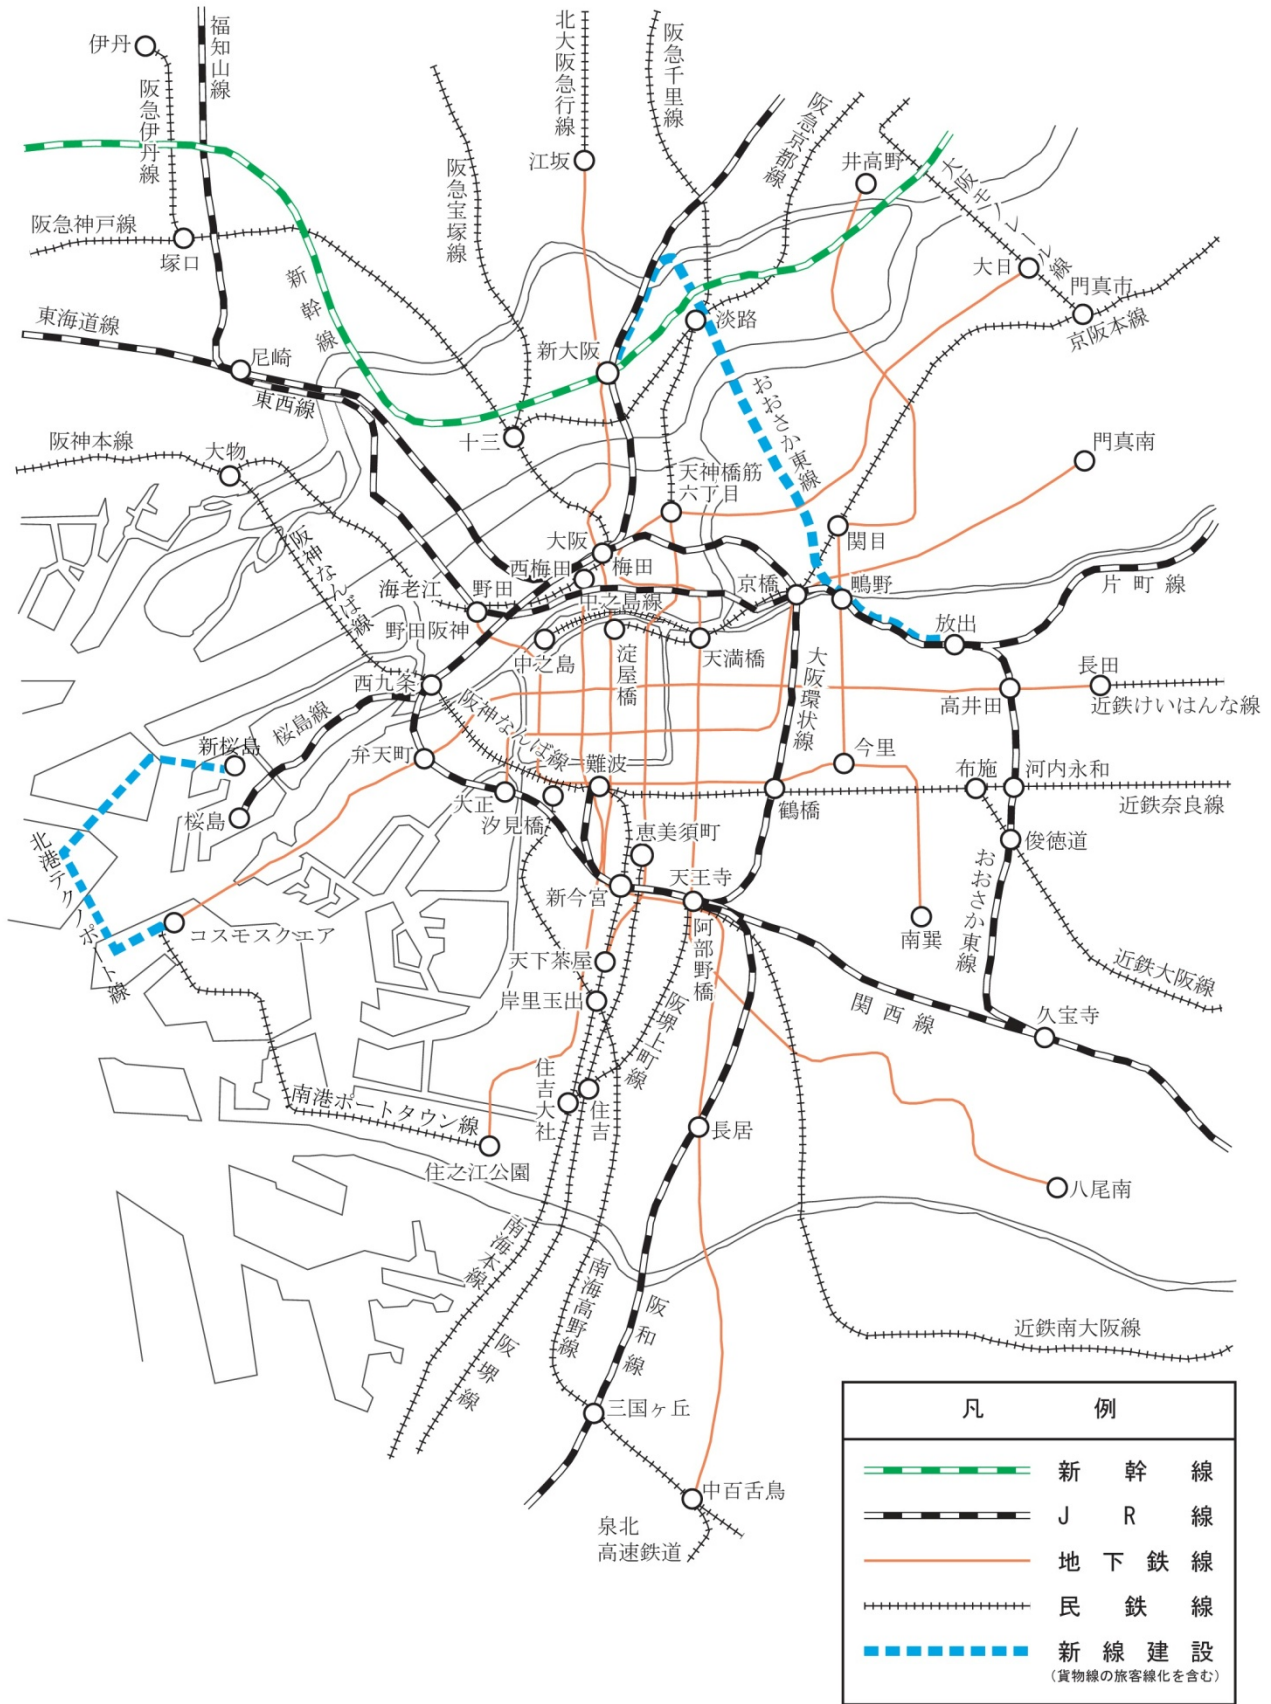 伊丹
福知山線
北大阪急行線
阪急千里線
阪急伊丹線
阪急宝塚線
阪急京都線
江坂
井高野
大阪モノレール線
阪急神戸線
塚口
新幹線
大日
門真市
京阪本線
東海道線
尼崎
東西線
新大阪
淡路
おおさか東線
阪神本線
大物
十三
天神橋筋
六丁目
門真南
阪神なんば線
大阪
梅田
西梅田
関目
海老江
野田
中之島線
京橋
鴫野
片町線
野田阪神
中之島
淀屋橋
天満橋
放出
西九条
大阪環状線
長田
高井田
近鉄けいはんな線
桜島線
新桜島
阪神なんば線
弁天町
難波
今里
布施
河内永和
近鉄奈良線
桜島
大正
汐見橋
鶴橋
恵美須町
俊徳道
北港テクノポート線
新今宮
天王寺
おおさか東線
コスモスクエア
阿部野橋
南巽
天下茶屋
近鉄大阪線
岸里玉出
阪堺上町線
関西線
久宝寺
住吉大社
住吉
南港ポートタウン線
長居
住之江公園
八尾南
南海本線
南海高野線
阪和線
阪堺線
近鉄南大阪線
三国ヶ丘
中百舌鳥
泉北
高速鉄道
凡例
新幹線
JR線
地下鉄線
民鉄線
新線建設
(貨物線の旅客線化を含む)